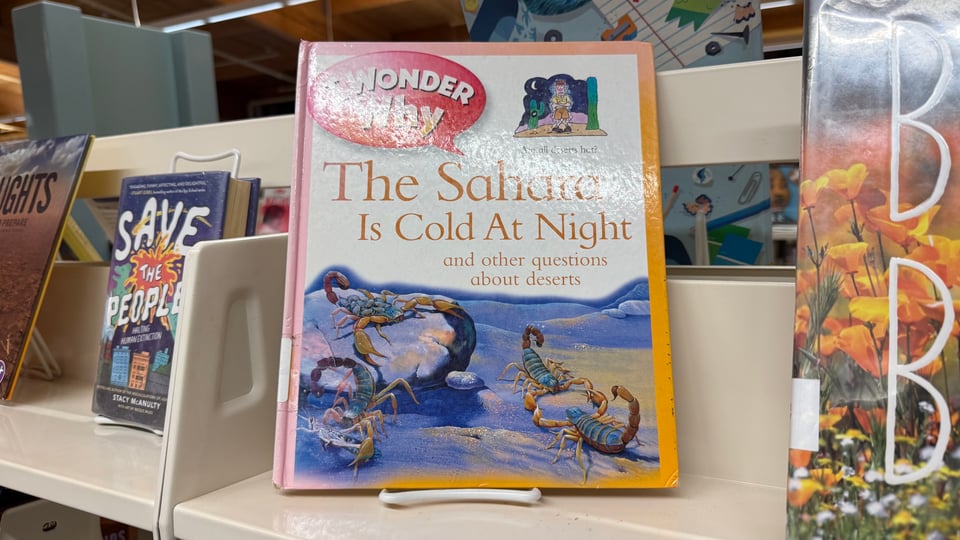 I WONDER
Why
Are all deserts hot?
The Sahara
Is Cold At Night
and other questions
about deserts
SAVE
THE
PEOPLE!
HALTING
HUMAN EXTINCTION
STACY McANULTY
B
B